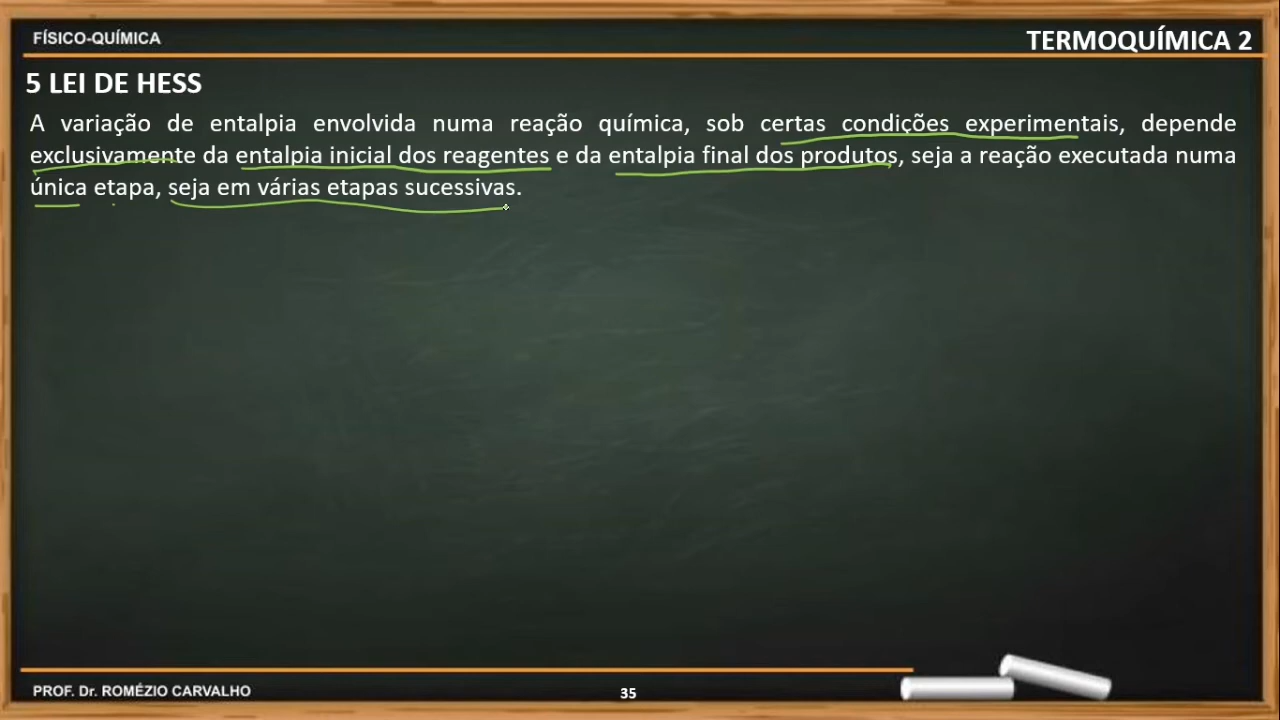 FÍSICO-QUÍMICA
TERMOQUÍMICA 2
5 LEI DE HESS
A variação de entalpia envolvida numa reação química, sob certas condições experimentais, depende
exclusivamente da entalpia inicial dos reagentes e da entalpia final dos produtos, seja a reação executada numa
única etapa, seja em várias etapas sucessivas.
PROF. Dr. ROMÉZIO CARVALHO
35